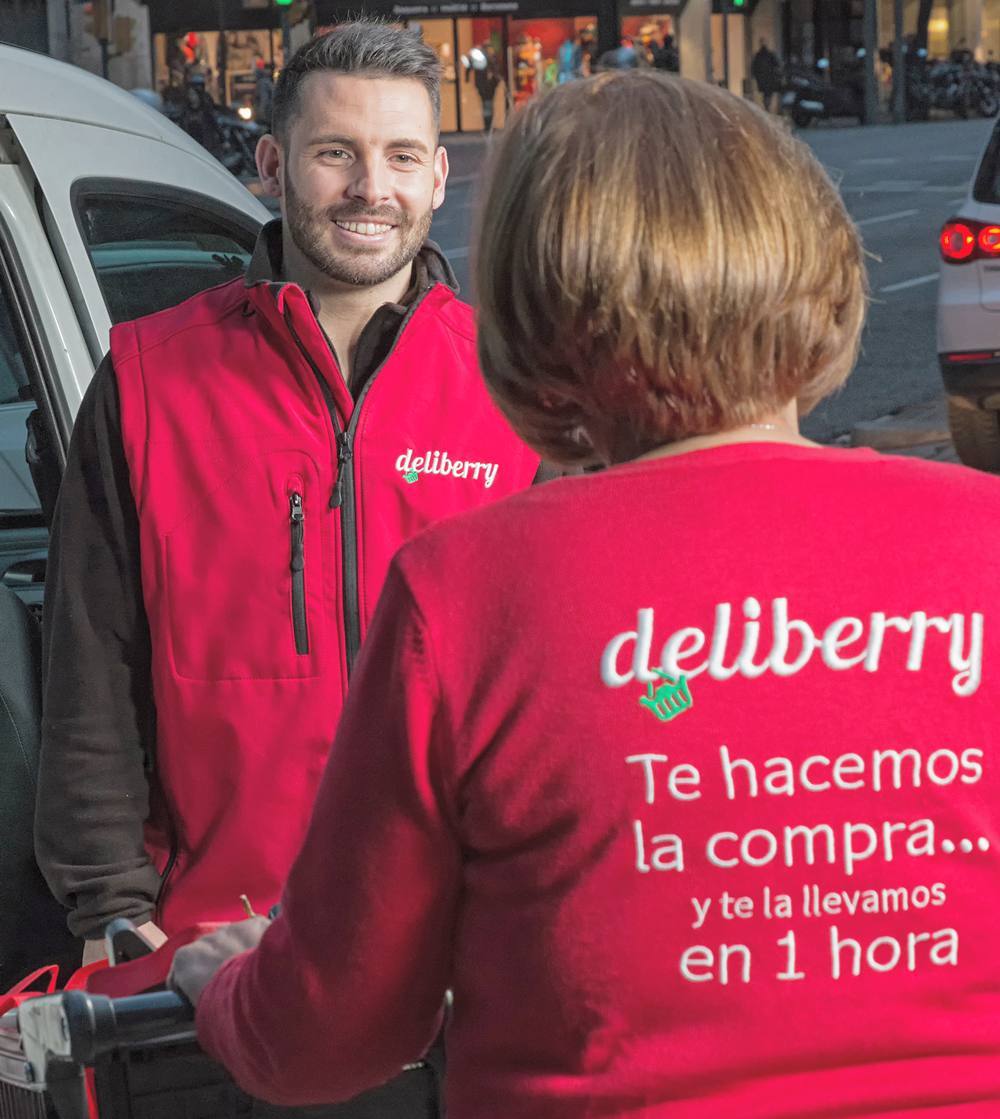 deliberry
deliberry
Te hacemos
la compra...
y te la llevamos
en 1 hora